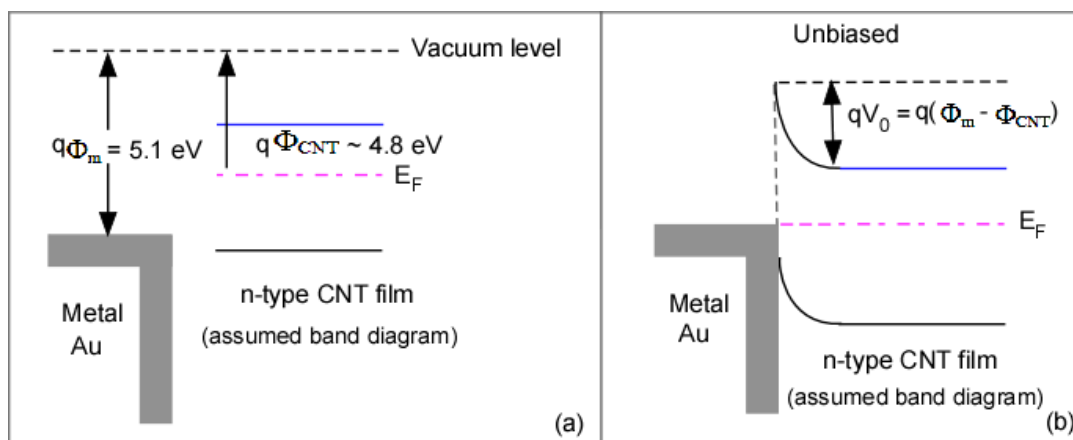 Vacuum level
qΦm = 5.1 eV
qΦCNT ~ 4.8 eV
EF
Metal
Au
n-type CNT film
(assumed band diagram)
(a)
Unbiased
qV0 = q(Φm - ΦCNT)
EF
Metal
Au
n-type CNT film
(assumed band diagram)
(b)